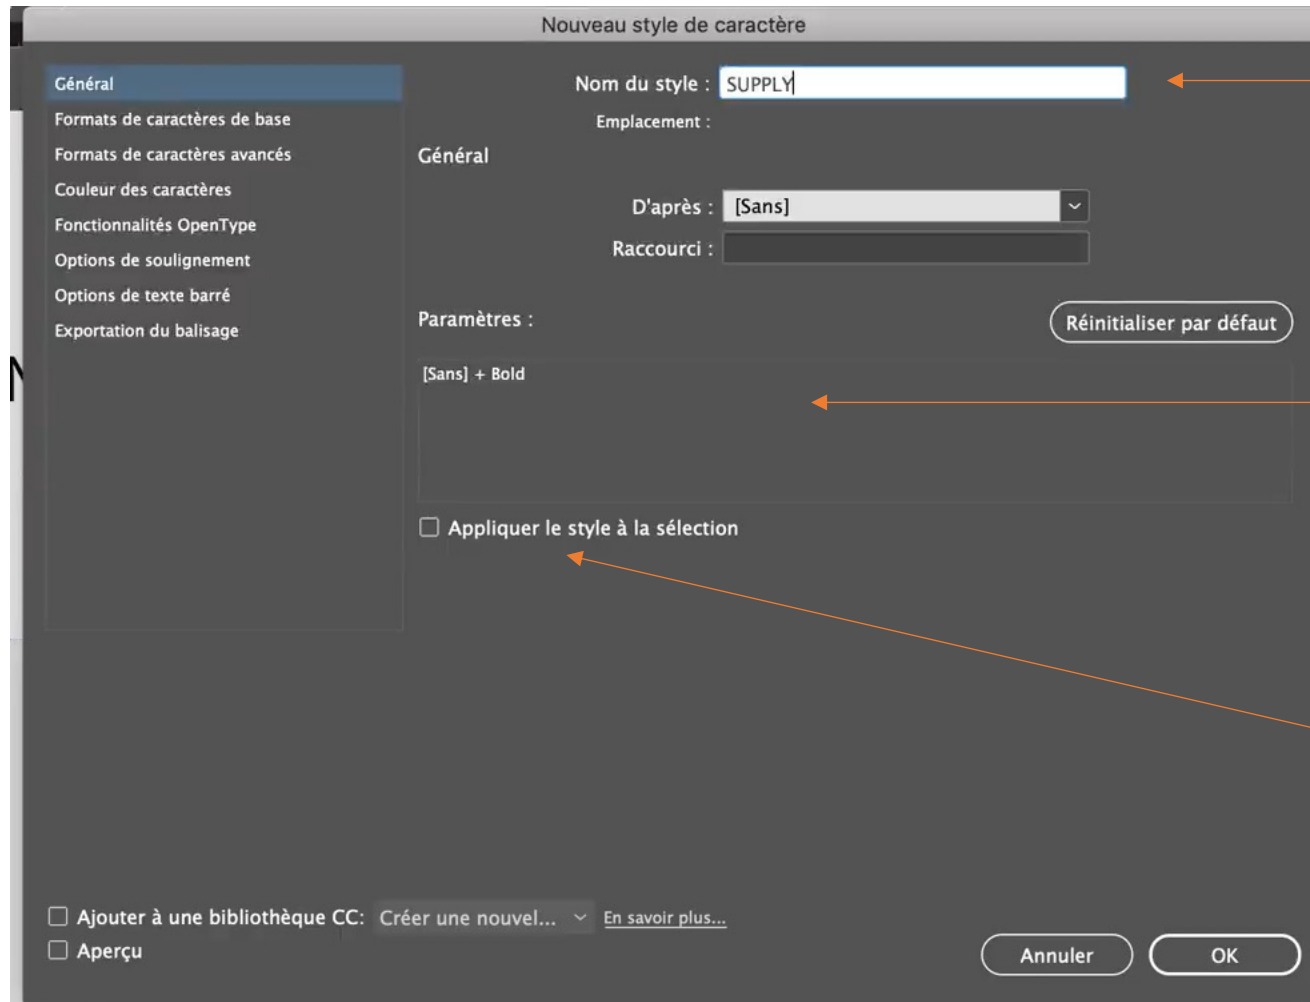 Nouveau style de caractère
Général
Formats de caractères de base
Formats de caractères avancés
Couleur des caractères
Fonctionnalités OpenType
Options de soulignement
Options de texte barré
Exportation du balisage
Nom du style : SUPPLY
Emplacement :
Général
D'après : [Sans]
Raccourci :
Paramètres :
Réinitialiser par défaut
[Sans] + Bold
Appliquer le style à la sélection
Ajouter à une bibliothèque CC: Créer une nouvel... En savoir plus...
Aperçu
Annuler OK